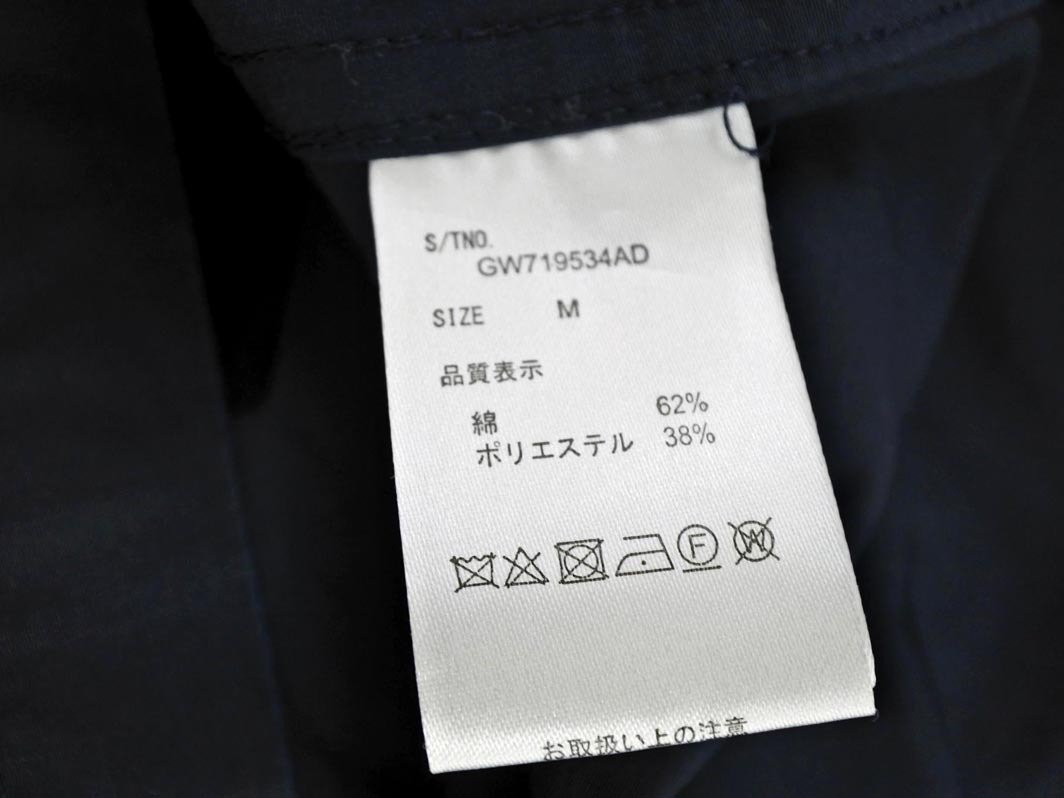 S/TNO.
GW719534AD
SIZE M
品質表示
綿 62%
ポリエステル 38%
F W
お取扱い上の注意